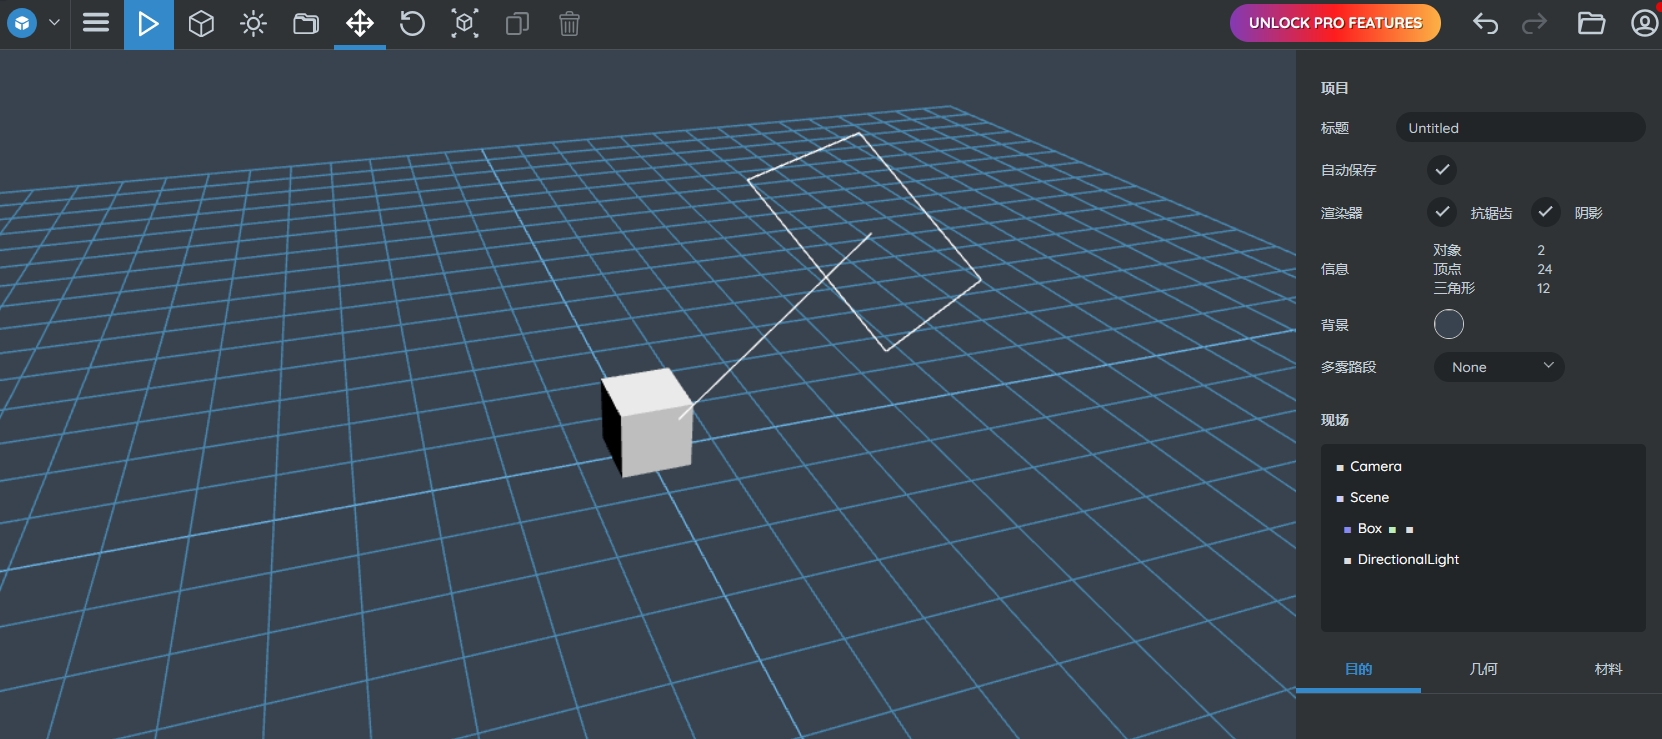 UNLOCK PRO FEATURES
项目
标题 Untitled
自动保存
渲染器 抗锯齿 阴影
对象 2
信息 顶点 24
三角形 12
背景
多雾路段 None
现场
Camera
Scene
Box
DirectionalLight
目的 几何 材料